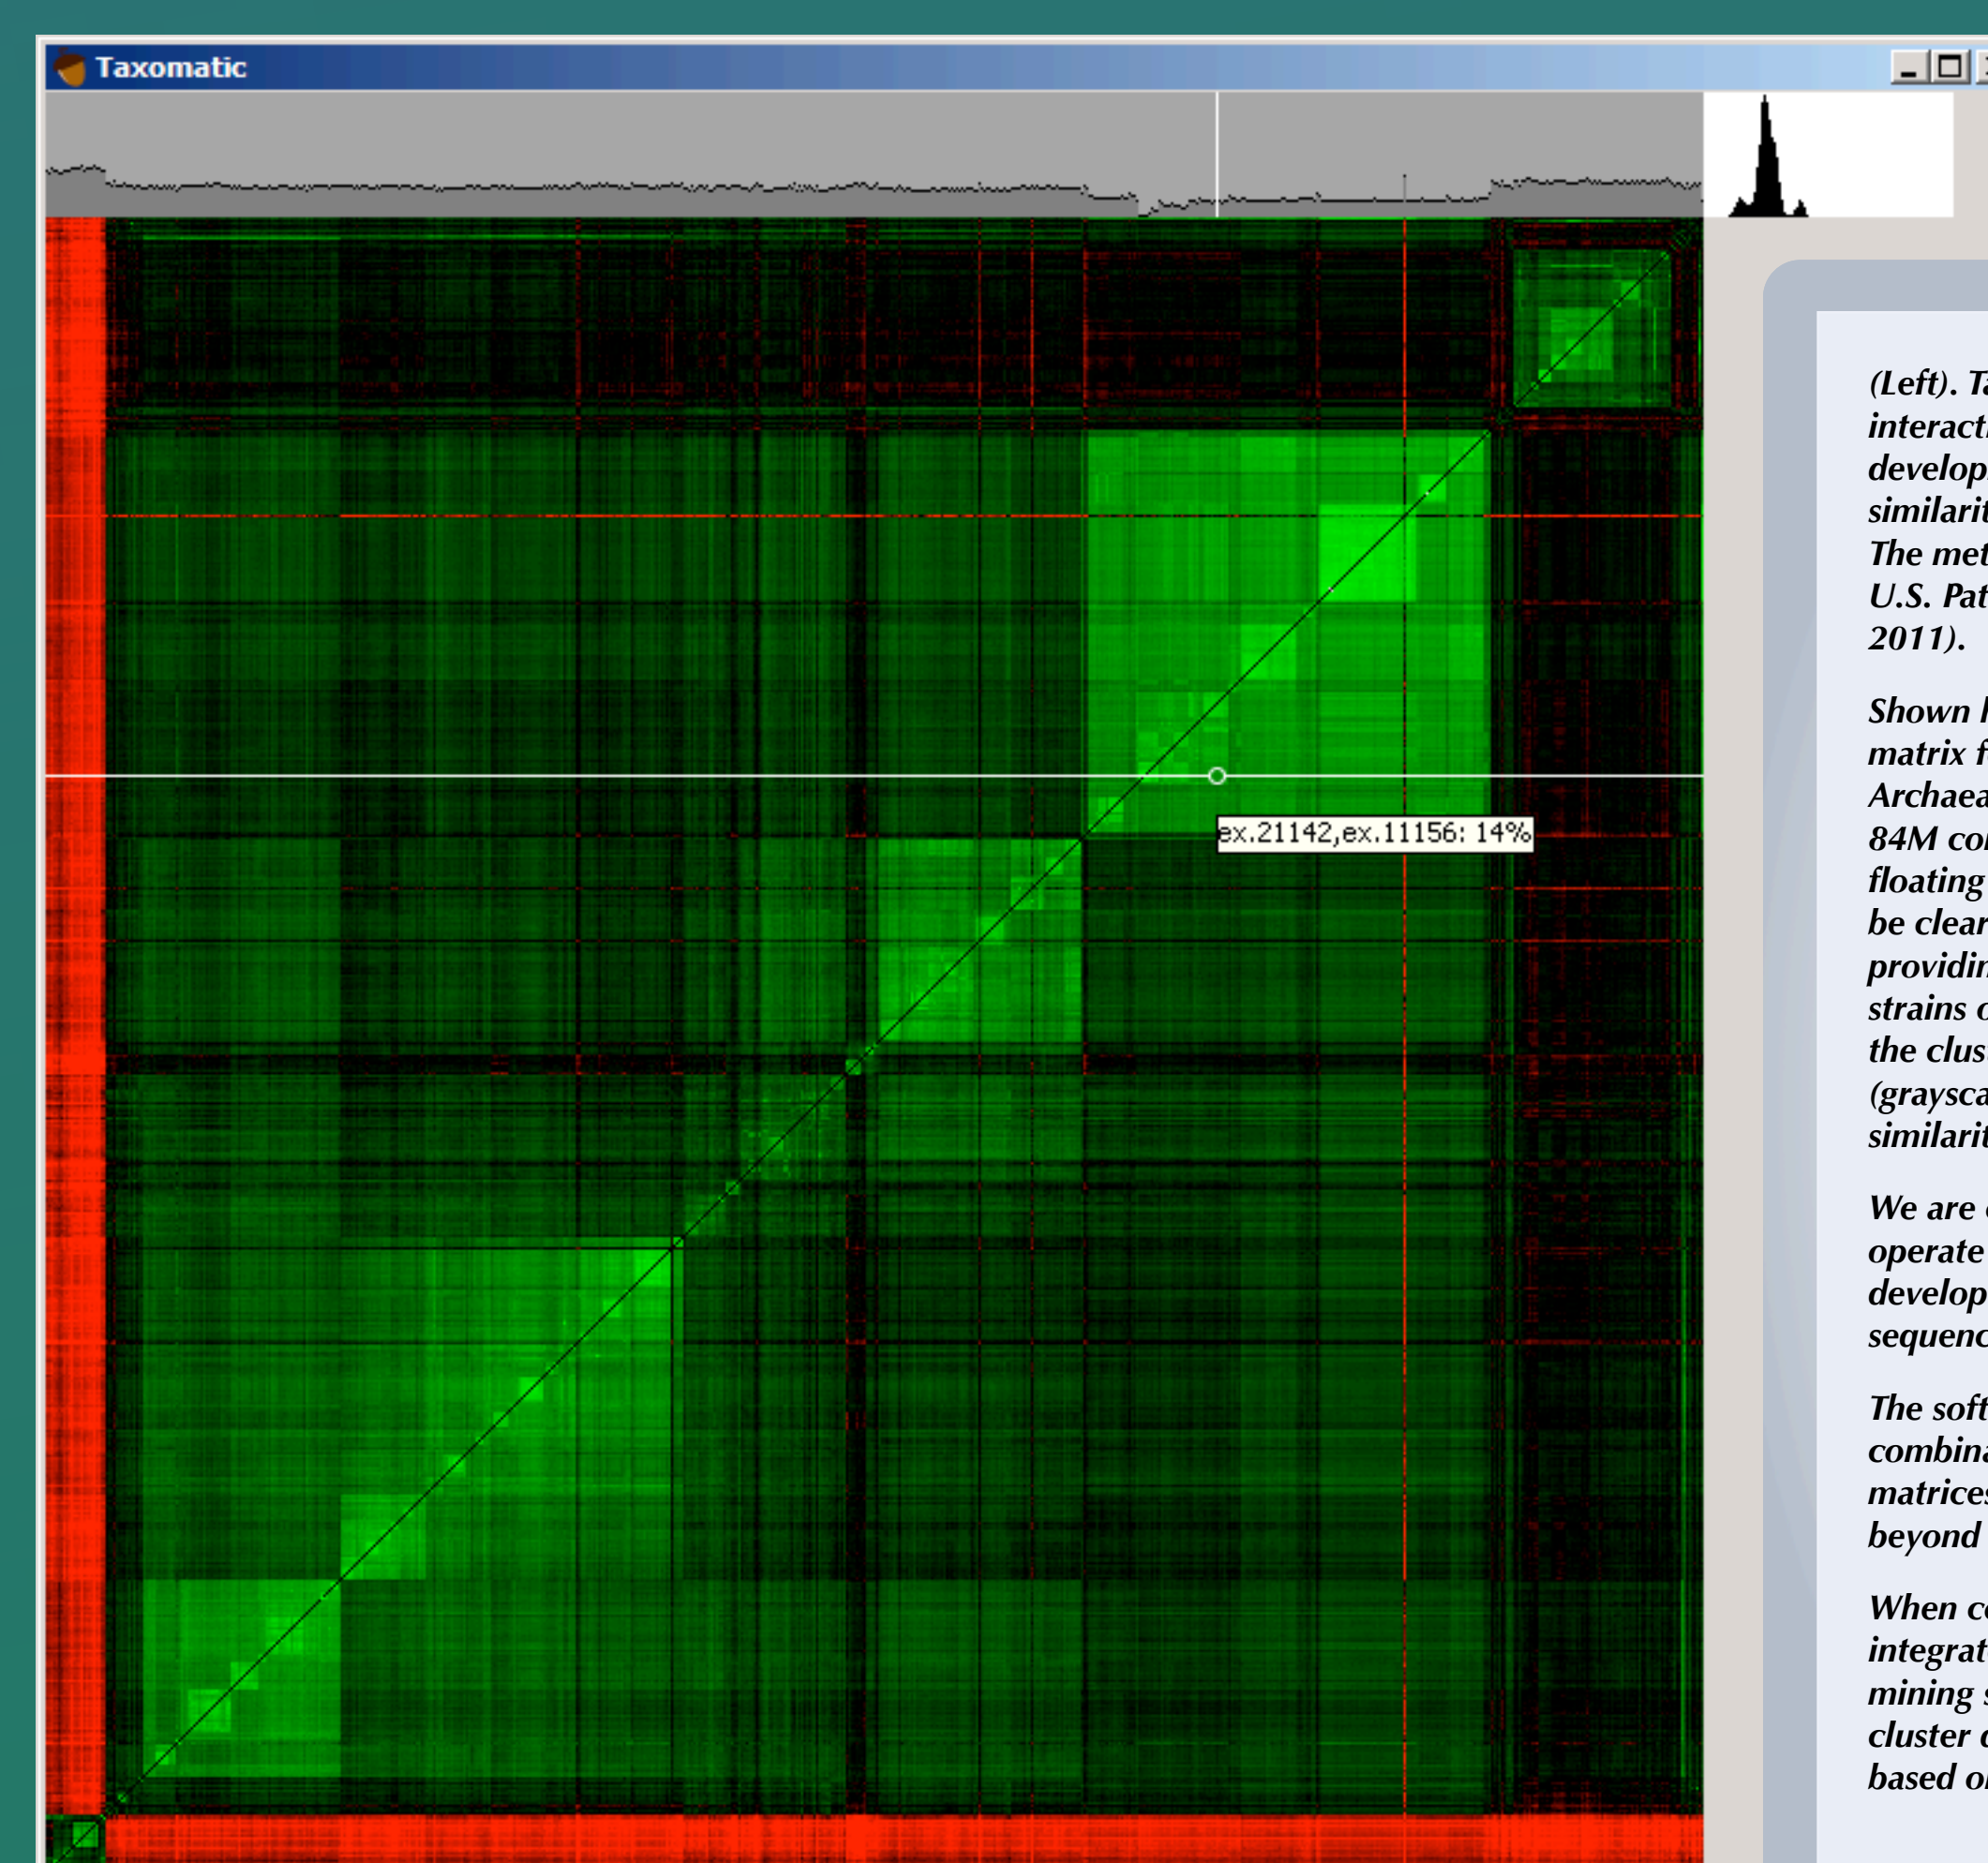 Taxomatic
ex.21142,ex.11156: 14%
(Left). Ta
interacti
develop
similarit
The met
U.S. Pat
2011).
Shown h
matrix f
Archaea
84M co
floating
be clear
providin
strains o
the clus
(graysca
similarit
We are
operate
develop
sequenc
The soft
combina
matrices
beyond
When co
integrat
mining s
cluster
based o